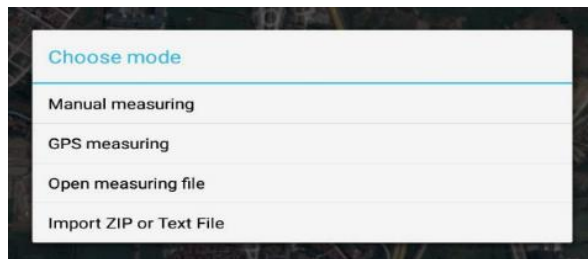 Choose mode
Manual measuring
GPS measuring
Open measuring file
Import ZIP or Text File